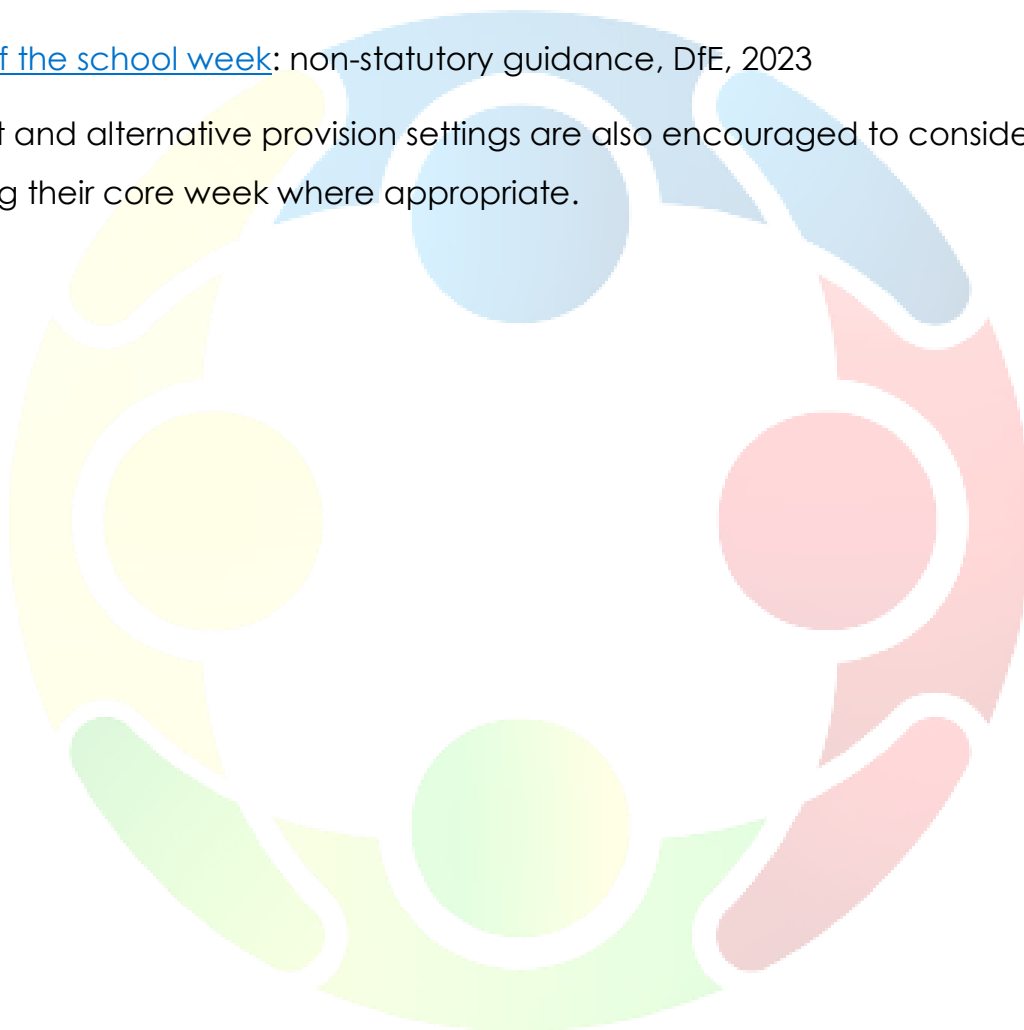 f the school week: non-statutory guidance, DfE, 2023
t and alternative provision settings are also encouraged to conside
g their core week where appropriate.